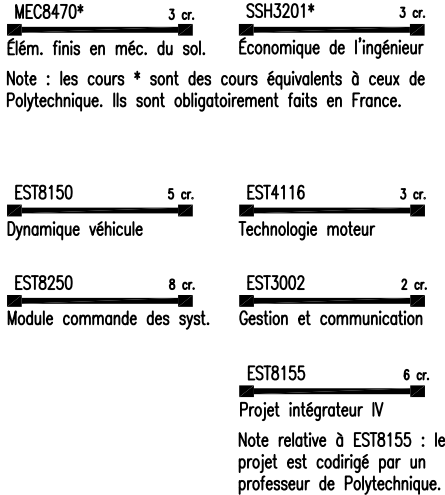 MEC8470* 3 cr.
Élém. finis en méc. du sol.
SSH3201* 3 cr.
Économique de l'ingénieur
Note : les cours * sont des cours équivalents à ceux de
Polytechnique. Ils sont obligatoirement faits en France.
EST8150 5 cr.
Dynamique véhicule
EST4116 3 cr.
Technologie moteur
EST8250 8 cr.
Module commande des syst.
EST3002 2 cr.
Gestion et communication
EST8155 6 cr.
Projet intégrateur IV
Note relative à EST8155 : le
projet est codirigé par un
professeur de Polytechnique.